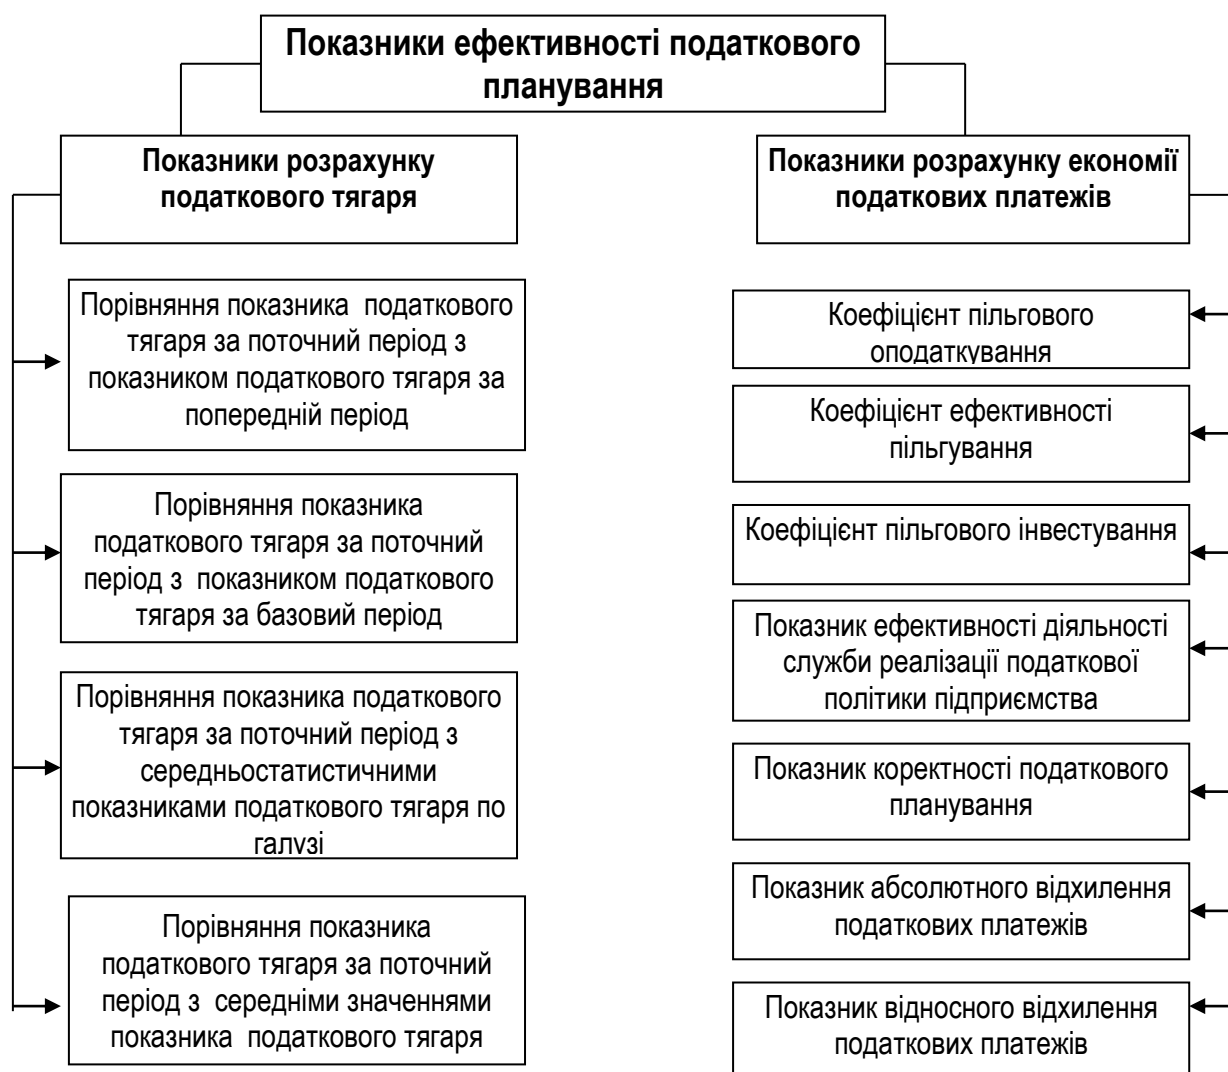 Показники ефективності податкового
планування
Показники розрахунку
податкового тягаря
Порівняння показника податкового
тягаря за поточний період з
показником податкового тягаря за
попередній період
Порівняння показника
податкового тягаря за поточний
період з показником податкового
тягаря за базовий період
Порівняння показника податкового
тягаря за поточний період з
середньостатистичними
показниками податкового тягаря по
галузі
Порівняння показника
податкового тягаря за поточний
період з середніми значеннями
показника податкового тягаря
Показники розрахунку економії
податкових платежів
Коефіцієнт пільгового
оподаткування
Коефіцієнт ефективності
пільгування
Коефіцієнт пільгового інвестування
Показник ефективності діяльності
служби реалізації податкової
політики підприємства
Показник коректності податкового
планування
Показник абсолютного відхилення
податкових платежів
Показник відносного відхилення
податкових платежів